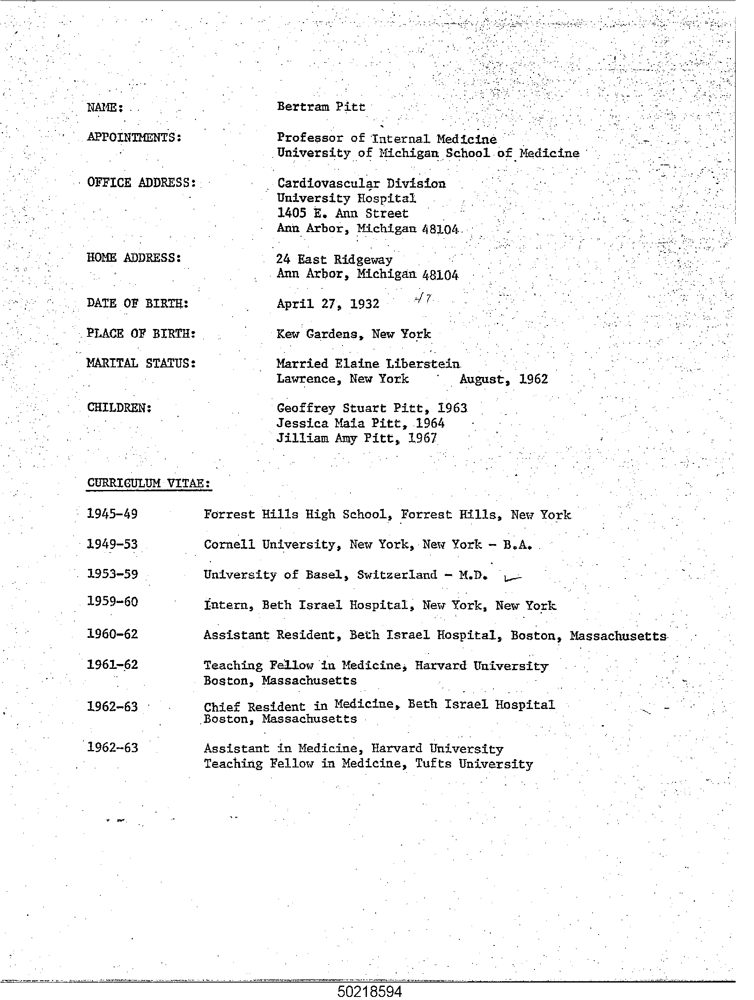 NAME: Bertram Pitt
APPOINTMENTS: Professor of Internal Medicine
University of Michigan School of Medicine
OFFICE ADDRESS: Cardiovascular Division
University Hospital
1405 E. Ann Street
Ann Arbor, Michigan 48104
HOME ADDRESS: 24 East Ridgeway
Ann Arbor, Michigan 48104
DATE OF BIRTH: April 27, 1932 47
PLACE OF BIRTH: Kew Gardens, New York
MARITAL STATUS: Married Elaine Liberstein
Lawrence, New York August, 1962
CHILDREN: Geoffrey Stuart Pitt, 1963
Jessica Maia Pitt, 1964
Jilliam Amy Pitt, 1967
CURRIGULUM VITAE:
1945-49 Forrest Hills High School, Forrest Hills, New York
1949-53 Cornell University, New York, New York - B.A.
1953-59 University of Basel, Switzerland - M.D.
1959-60 Intern, Beth Israel Hospital, New York, New York
1960-62 Assistant Resident, Beth Israel Hospital, Boston, Massachusetts
1961-62 Teaching Fellow in Medicine, Harvard University
Boston, Massachusetts
1962-63 Chief Resident in Medicine, Beth Israel Hospital
Boston, Massachusetts
1962-63 Assistant in Medicine, Harvard University
Teaching Fellow in Medicine, Tufts University
50218594